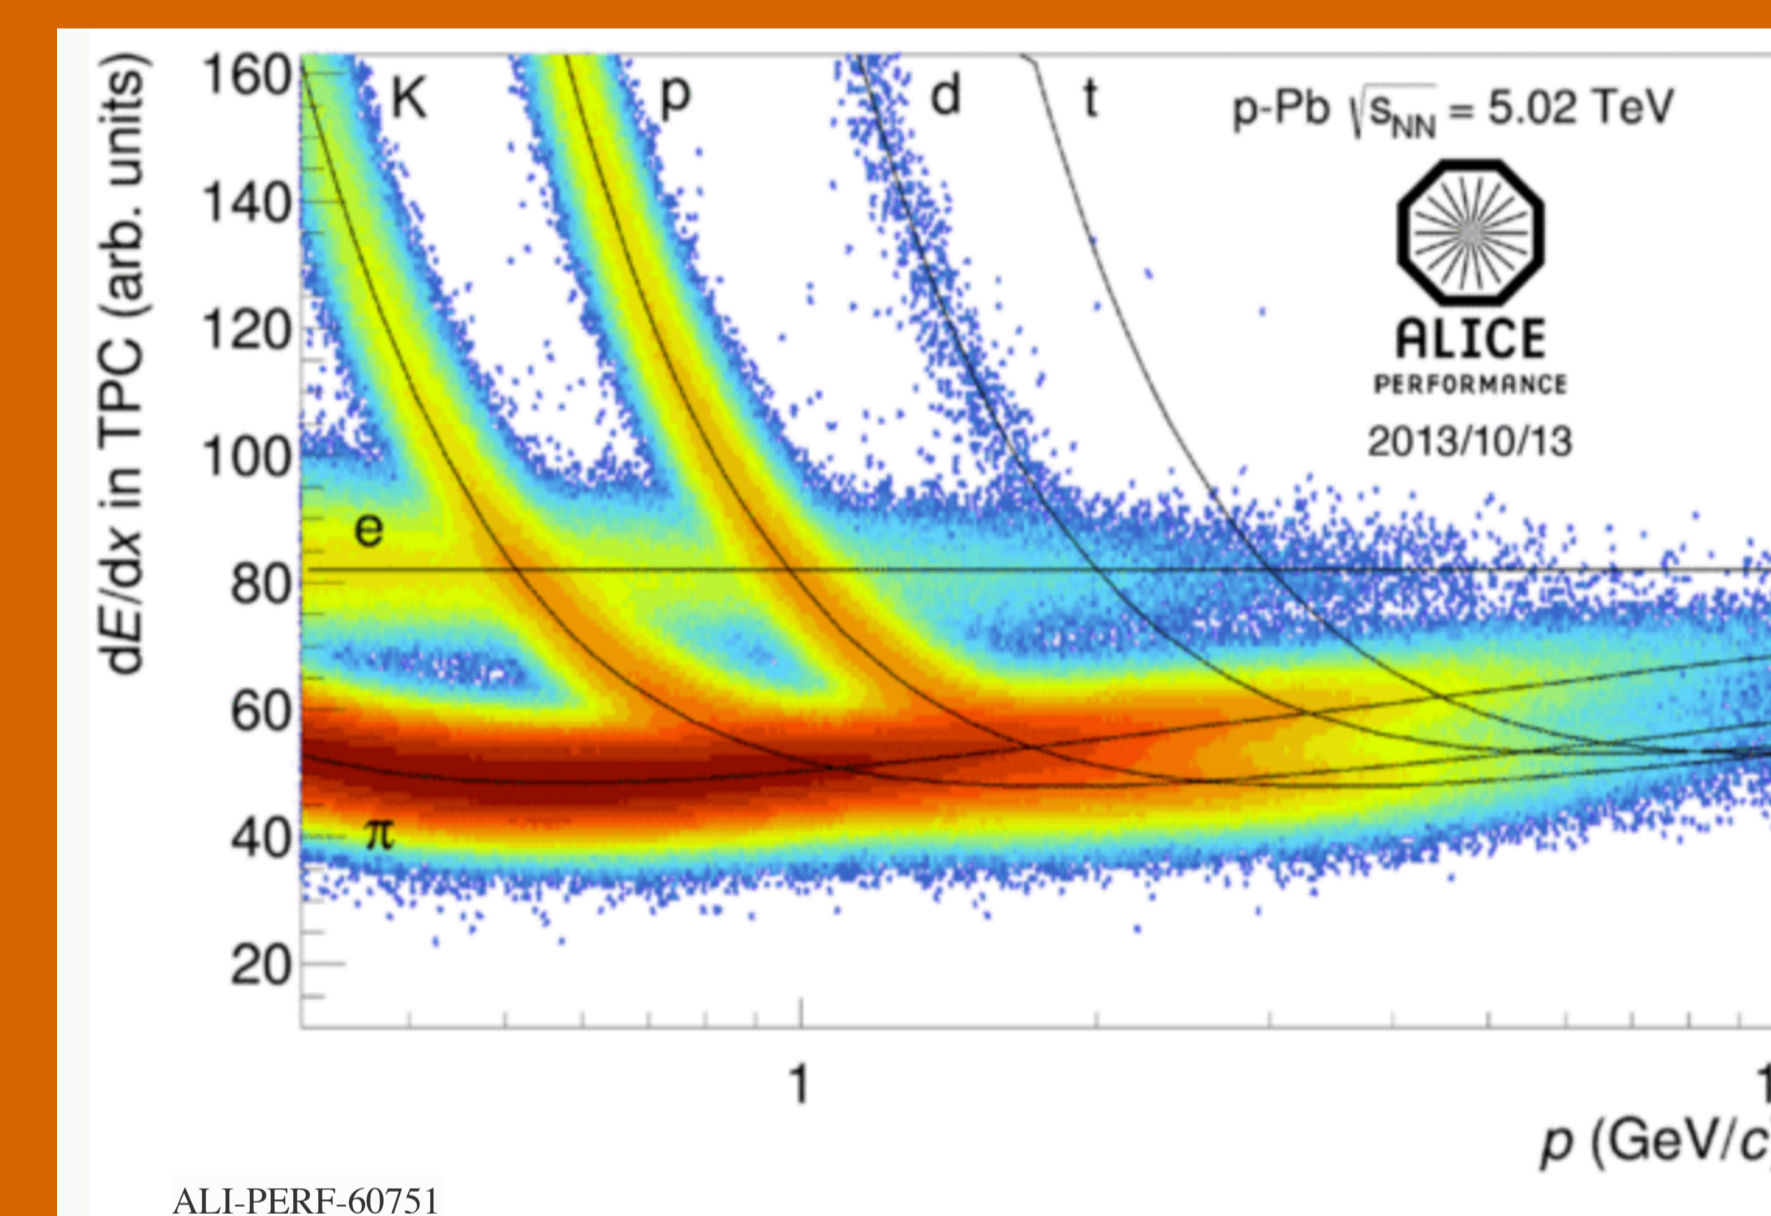 dE/dx in TPC (arb. units)
160
140
120
100
80
60
40
20
K
p
d
t
e
π
p-Pb √sNN = 5.02 TeV
ALICE
PERFORMANCE
2013/10/13
1
1
p (GeV/c)
ALI-PERF-60751